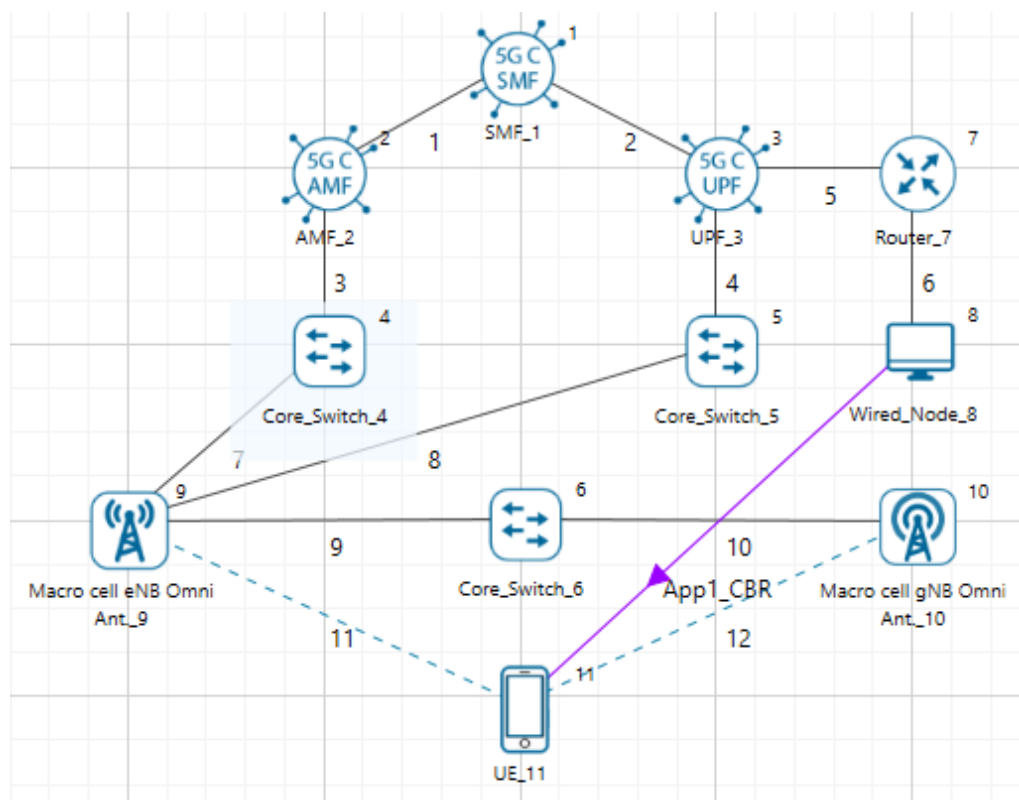 1
5G C
SMF
SMF_1
2
5G C
AMF
AMF_2
1
2
3
5G C
UPF
UPF_3
5
7
Router_7
3
4
6
4
Core_Switch_4
5
Core_Switch_5
8
Wired_Node_8
7
8
9
Macro cell eNB Omni
Ant._9
6
Core_Switch_6
10
Macro cell gNB Omni
Ant._10
9
10
App1_CBR
11
12
11
UE_11